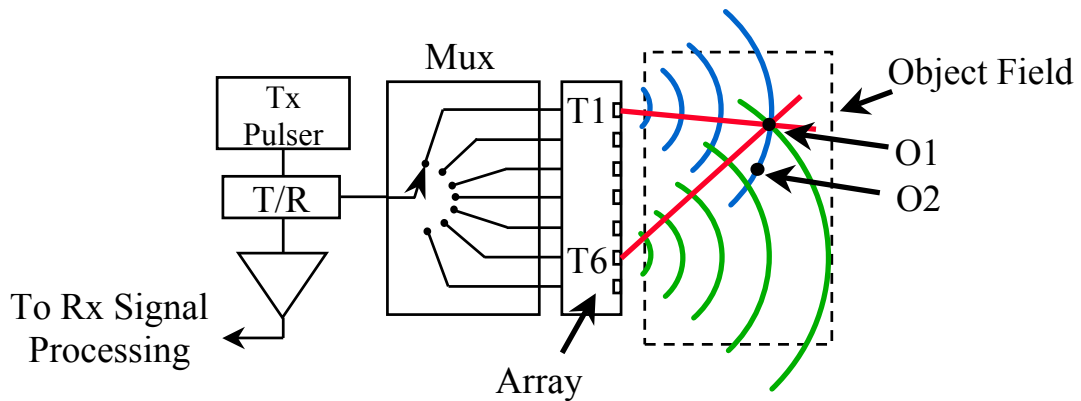 Mux
Tx
Pulser
T/R
To Rx Signal
Processing
T1
T6
Array
Object Field
O1
O2